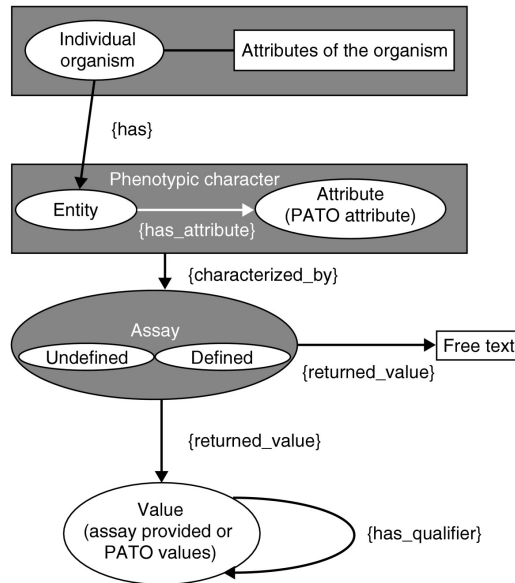 Individual
organism
Attributes of the organism
{has}
Phenotypic character
Entity
{has_attribute}
Attribute
(PATO attribute)
{characterized_by}
Assay
Undefined
Defined
Free text
{returned_value}
{returned_value}
Value
(assay provided or
PATO values)
{has_qualifier}